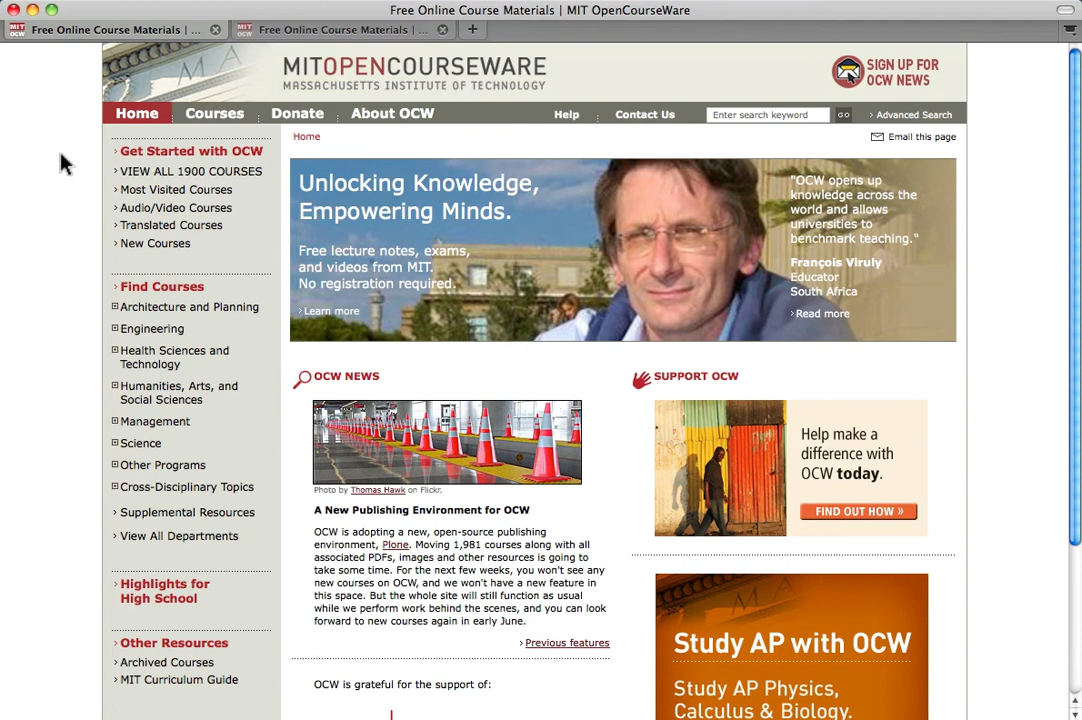 Free Online Course Materials | MIT OpenCourseWare
MIT OCW Free Online Course Materials | ...
MIT OCW Free Online Course Materials | ...
MITOPENCOURSEWARE
MASSACHUSETTS INSTITUTE OF TECHNOLOGY
SIGN UP FOR
OCW NEWS
Home Courses Donate About OCW Help Contact Us Enter search keyword GO Advanced Search
Home
Email this page
Get Started with OCW
VIEW ALL 1900 COURSES
Most Visited Courses
Audio/Video Courses
Translated Courses
New Courses
Find Courses
Architecture and Planning
Engineering
Health Sciences and
Technology
Humanities, Arts, and
Social Sciences
Management
Science
Other Programs
Cross-Disciplinary Topics
Supplemental Resources
View All Departments
Highlights for
High School
Other Resources
Archived Courses
MIT Curriculum Guide
Unlocking Knowledge,
Empowering Minds.
Free lecture notes, exams,
and videos from MIT.
No registration required.
Learn more
"OCW opens up
knowledge across the
world and allows
universities to
benchmark teaching."
François Viruly
Educator
South Africa
Read more
OCW NEWS
Photo by Thomas Hawk on Flickr.
A New Publishing Environment for OCW
OCW is adopting a new, open-source publishing
environment, Plone. Moving 1,981 courses along with all
associated PDFs, images and other resources is going to
take some time. For the next few weeks, you won't see any
new courses on OCW, and we won't have a new feature in
this space. But the whole site will still function as usual
while we perform work behind the scenes, and you can look
forward to new courses again in early June.
Previous features
OCW is grateful for the support of:
SUPPORT OCW
Help make a
difference with
OCW today.
FIND OUT HOW »
Study AP with OCW
Study AP Physics,
Calculus & Biology.